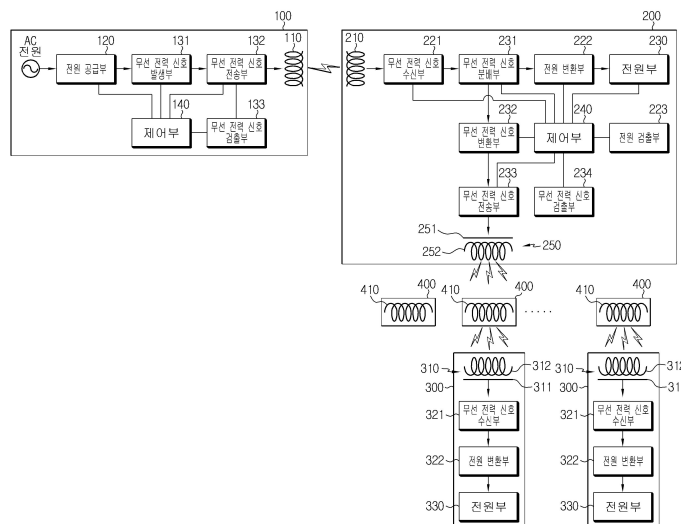 100
AC
전원
120
131
132
110
전원 공급부
무선 전력 신호
발생부
무선 전력 신호
전송부
140
133
제어부
무선 전력 신호
검출부
200
210
221
231
222
230
무선 전력 신호
수신부
무선 전력 신호
분배부
전원 변환부
전원부
232
240
223
무선 전력 신호
변환부
제어부
전원 검출부
233
234
무선 전력 신호
전송부
무선 전력 신호
검출부
251
252
250
400
410
400
410
.....
400
410
310
312
300
311
310
312
300
31
321
무선 전력 신호
수신부
321
무선 전력 신호
수신부
322
전원 변환부
322
전원 변환부
330
전원부
330
전원부